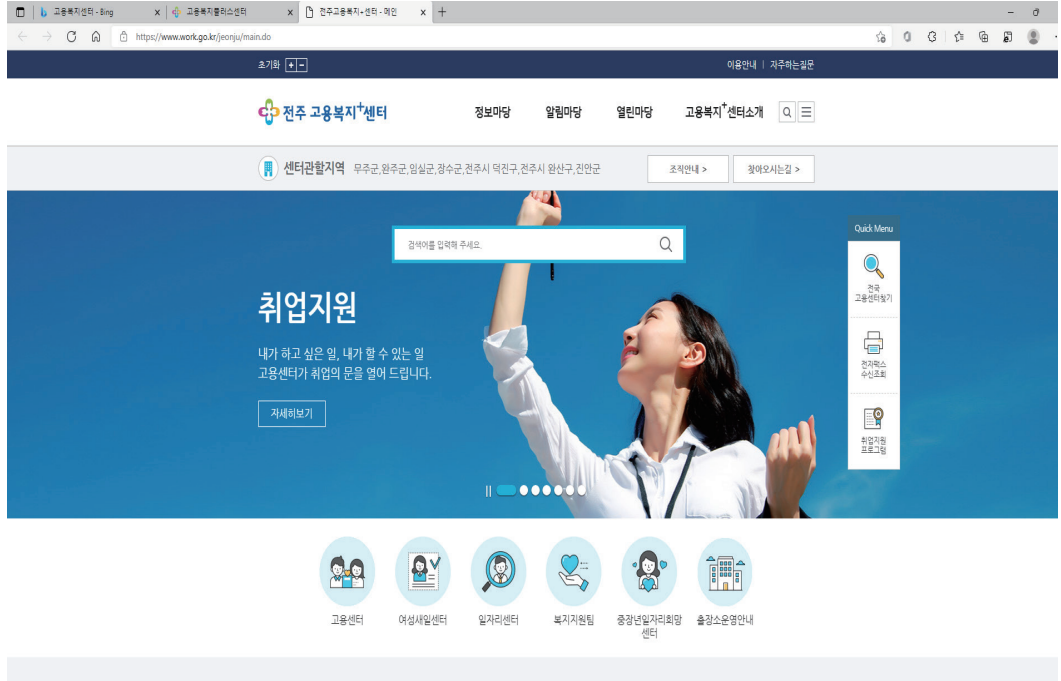 고용복지센터 - Bing
고용복지플러스센터
전주고용복지+센터 - 메인
https://www.work.go.kr/jeonju/main.do
초기화 + -
이용안내 | 자주하는질문
전주 고용복지+센터
정보마당 알림마당 열린마당 고용복지+센터소개
센터관할지역 무주군,완주군,임실군,장수군,전주시 덕진구,전주시 완산구,진안군
조직안내 >
찾아오시는길 >
검색어를 입력해 주세요.
취업지원
내가 하고 싶은 일, 내가 할 수 있는 일
고용센터가 취업의 문을 열어 드립니다.
자세히보기
Quick Menu
전국
고용센터찾기
전자팩스
수신조회
취업지원
프로그램
고용센터
여성새일센터
일자리센터
복지지원팀
중장년일자리희망
센터
출장소운영안내